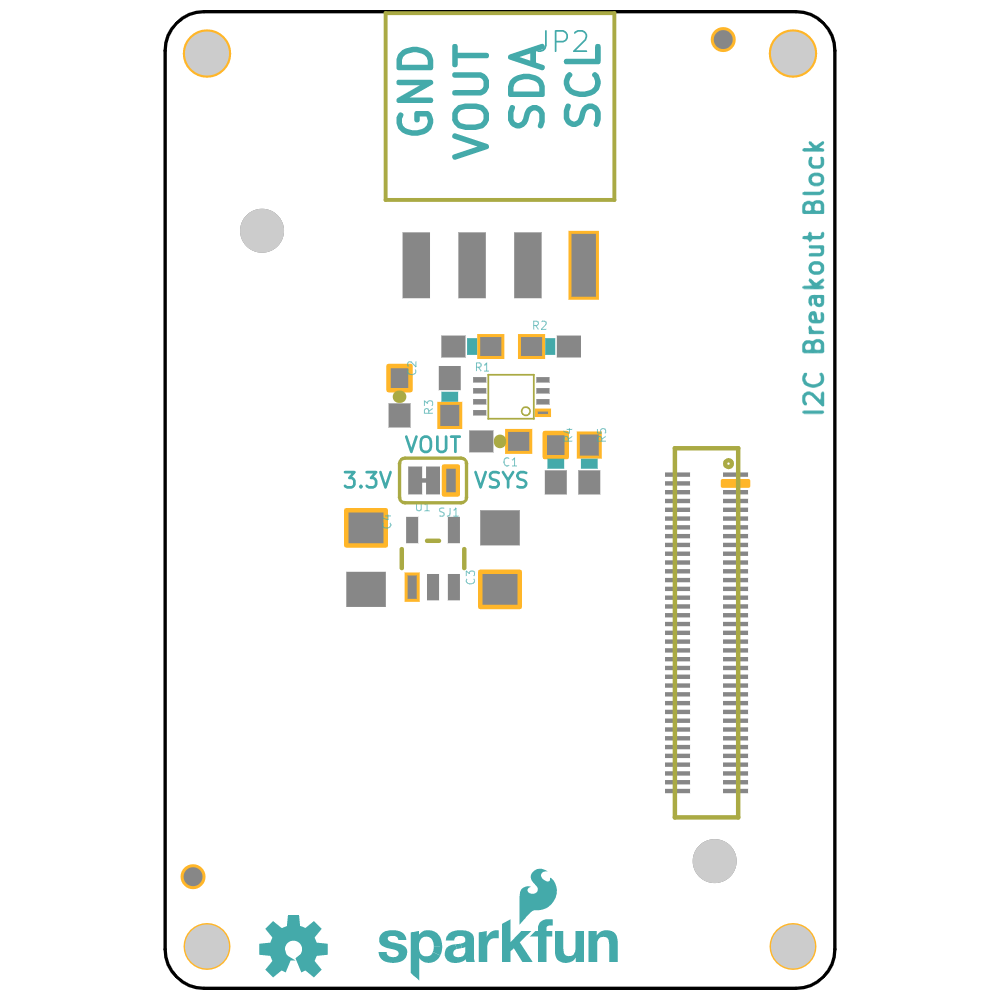 JP2
GND
VOUT
SDA
SCL
I2C Breakout Block
R2
R1
C2
R3
R4
R5
VOUT
C1
3.3V
VSYS
U1
SJ1
C4
C3
sparkfun